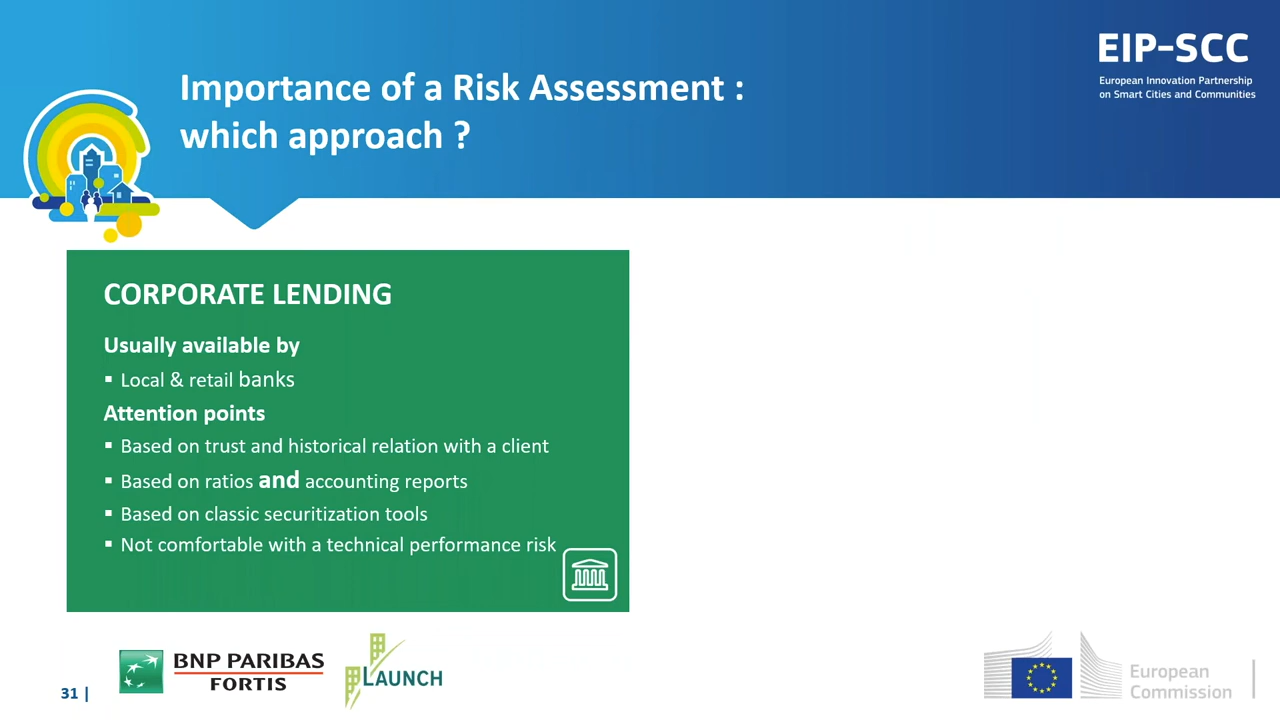 Importance of a Risk Assessment :
which approach ?
EIP-SCC
European Innovation Partnership
on Smart Cities and Communities
CORPORATE LENDING
Usually available by
▪ Local & retail banks
Attention points
▪ Based on trust and historical relation with a client
▪ Based on ratios and accounting reports
▪ Based on classic securitization tools
▪ Not comfortable with a technical performance risk
31 |
BNP PARIBAS
FORTIS
LAUNCH
European
Commission